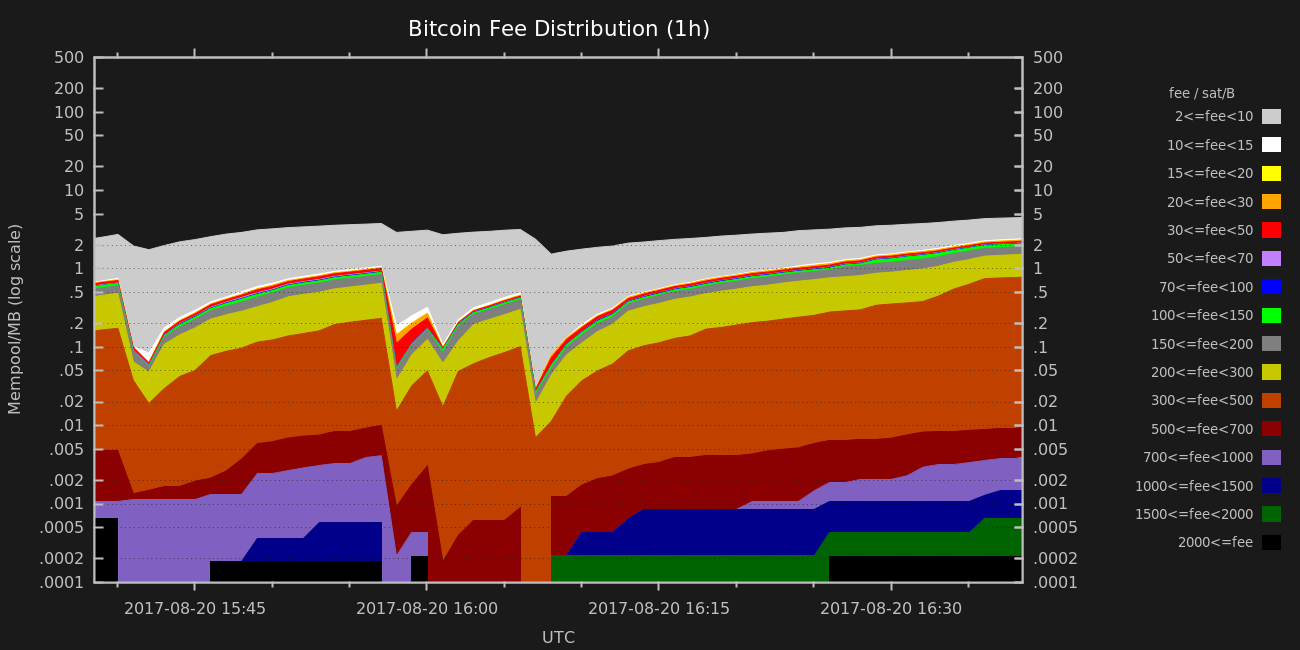 Bitcoin Fee Distribution (1h)
500
200
100
50
20
10
5
2
1
.5
.2
.1
.05
.02
.01
.005
.002
.001
.0005
.0002
.0001
Mempool/MB (log scale)
500
200
100
50
20
10
5
2
1
.5
.2
.1
.05
.02
.01
.005
.002
.001
.0005
.0002
.0001
2017-08-20 15:45 2017-08-20 16:00 2017-08-20 16:15 2017-08-20 16:30
UTC
fee / sat/B
2<=fee<10
10<=fee<15
15<=fee<20
20<=fee<30
30<=fee<50
50<=fee<70
70<=fee<100
100<=fee<150
150<=fee<200
200<=fee<300
300<=fee<500
500<=fee<700
700<=fee<1000
1000<=fee<1500
1500<=fee<2000
2000<=fee